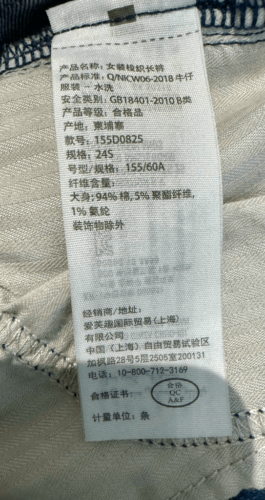 产品名称: 女装梭织长裤
产品标准: Q/NICW06-2018 牛仔
服装 - 水洗
安全类别: GB18401-2010 B类
产品等级: 合格品
产地: 柬埔寨
款号: 155D0825
规格: 24S
号型/规格: 155/60A
纤维含量:
大身: 94% 棉, 5% 聚酯纤维,
1% 氨纶
装饰物除外
经销商/地址:
爱芙趣国际贸易(上海)
有限公司
中国 (上海) 自由贸易试验区
加枫路28号5层2505室200131
电话: 10-800-712-3169
合格证书:
合格
QC
A&F
计量单位: 条